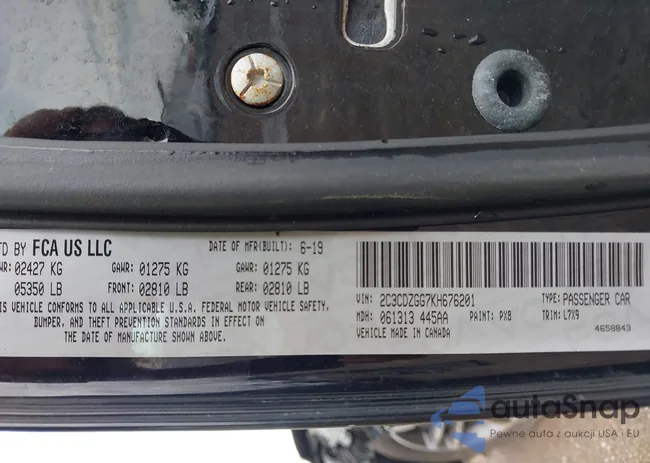 TD BY FCA US LLC DATE OF MFR(BUILT): 6-19
WR: 02427 KG GAWR: 01275 KG GAWR: 01275 KG
05350 LB FRONT: 02810 LB REAR: 02810 LB
IS VEHICLE CONFORMS TO ALL APPLICABLE U.S.A. FEDERAL MOTOR VEHICLE SAFETY,
BUMPER, AND THEFT PREVENTION STANDARDS IN EFFECT ON
THE DATE OF MANUFACTURE SHOWN ABOVE.
VIN: 2C3CDZGG7KH676201 TYPE: PASSENGER CAR
MDH: 061313 445AA PAINT: PX8 TRIM: L7X9
VEHICLE MADE IN CANADA 4658843
autoSnap
Pewne auta z aukcji USA i EU